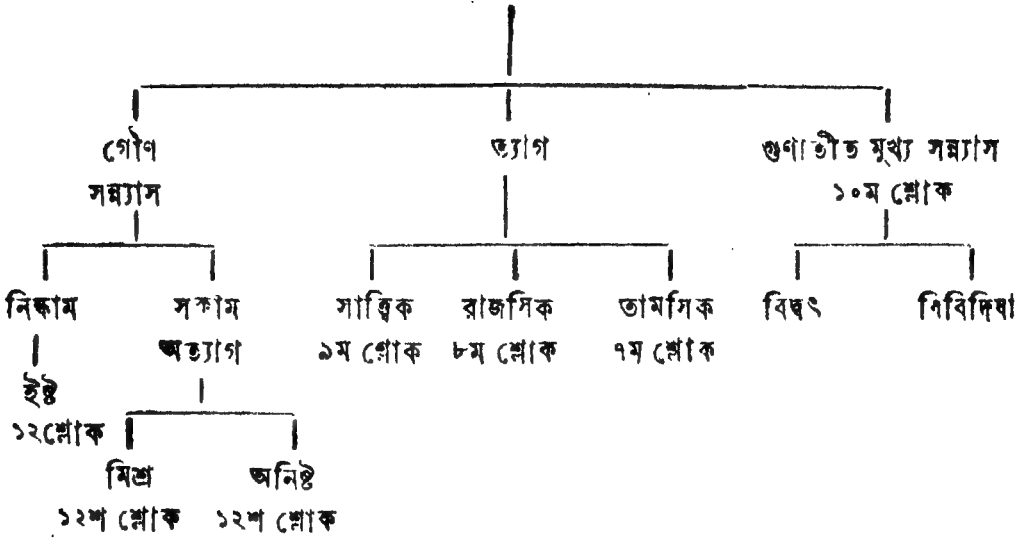 গৌণ ত্যাগ গুণাতীত মুখ্য সন্ন্যাস
সন্ন্যাস ১০ম শ্লোক
নিষ্কাম সকাম সাত্ত্বিক রাজসিক তামসিক বিদ্বৎ বিবিদিষা
অত্যাগ ৯ম শ্লোক ৮ম শ্লোক ৭ম শ্লোক
ইষ্ট
১২শ্লোক
মিশ্র অনিষ্ট
১২শ শ্লোক ১২শ শ্লোক